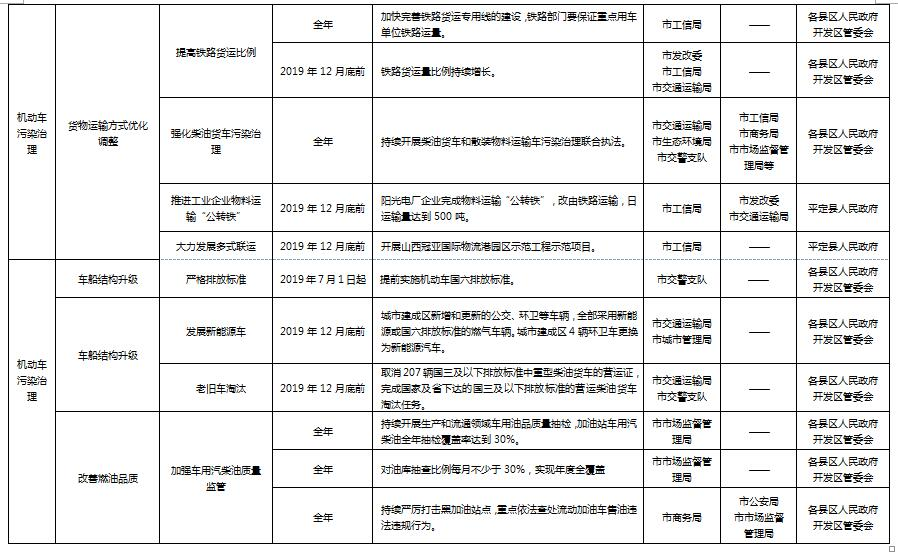 机动车
污染治
理
货物运输方式优化
调整
提高铁路货运比例
全年
加快完善铁路货运专用线的建设，铁路部门要保证重点用车
单位铁路运量。
市工信局
——
各县区人民政府
开发区管委会
2019 年 12 月底前
铁路货运量比例持续增长。
市发改委
市工信局
市交通运输局
——
各县区人民政府
开发区管委会
强化柴油货车污染治
理
全年
持续开展柴油货车和散装物料运输车污染治理联合执法。
市交通运输局
市生态环境局
市交警支队
市工信局
市商务局
市市场监督管
理局等
各县区人民政府
开发区管委会
推进工业企业物料运
输“公转铁”
2019 年 12 月底前
阳光电厂企业完成物料运输“公转铁”，改由铁路运输，日
运输量达到 500 吨。
市工信局
市发改委
市交通运输局
平定县人民政府
大力发展多式联运
2019 年 12 月底前
开展山西冠亚国际物流港园区示范工程示范项目。
市工信局
——
平定县人民政府
机动车
污染治
理
车船结构升级
严格排放标准
2019 年 7 月 1 日起
提前实施机动车国六排放标准。
市交警支队
——
各县区人民政府
开发区管委会
车船结构升级
发展新能源车
2019 年 12 月底前
城市建成区新增和更新的公交、环卫等车辆，全部采用新能
源或国六排放标准的燃气车辆。城市建成区 4 辆环卫车更换
为新能源汽车。
市交通运输局
市城市管理局
——
各县区人民政府
开发区管委会
老旧车淘汰
2019 年 12 月底前
取消 207 辆国三及以下排放标准中重型柴油货车的营运证，
完成国家及省下达的国三及以下排放标准的营运柴油货车
淘汰任务。
市交通运输局
市交警支队
——
各县区人民政府
开发区管委会
改善燃油品质
加强车用汽柴油质量
监管
全年
持续开展生产和流通领域车用油品质量抽检，加油站车用汽
柴油全年抽检覆盖率达到 30%。
市市场监督管
理局
——
各县区人民政府
开发区管委会
全年
对油库抽查比例每月不少于 30%，实现年度全覆盖
市市场监督管
理局
——
各县区人民政府
开发区管委会
全年
持续严厉打击黑加油站点，重点依法查处流动加油车售油违
法违规行为。
市商务局
市公安局
市市场监督
管理局
各县区人民政府
开发区管委会